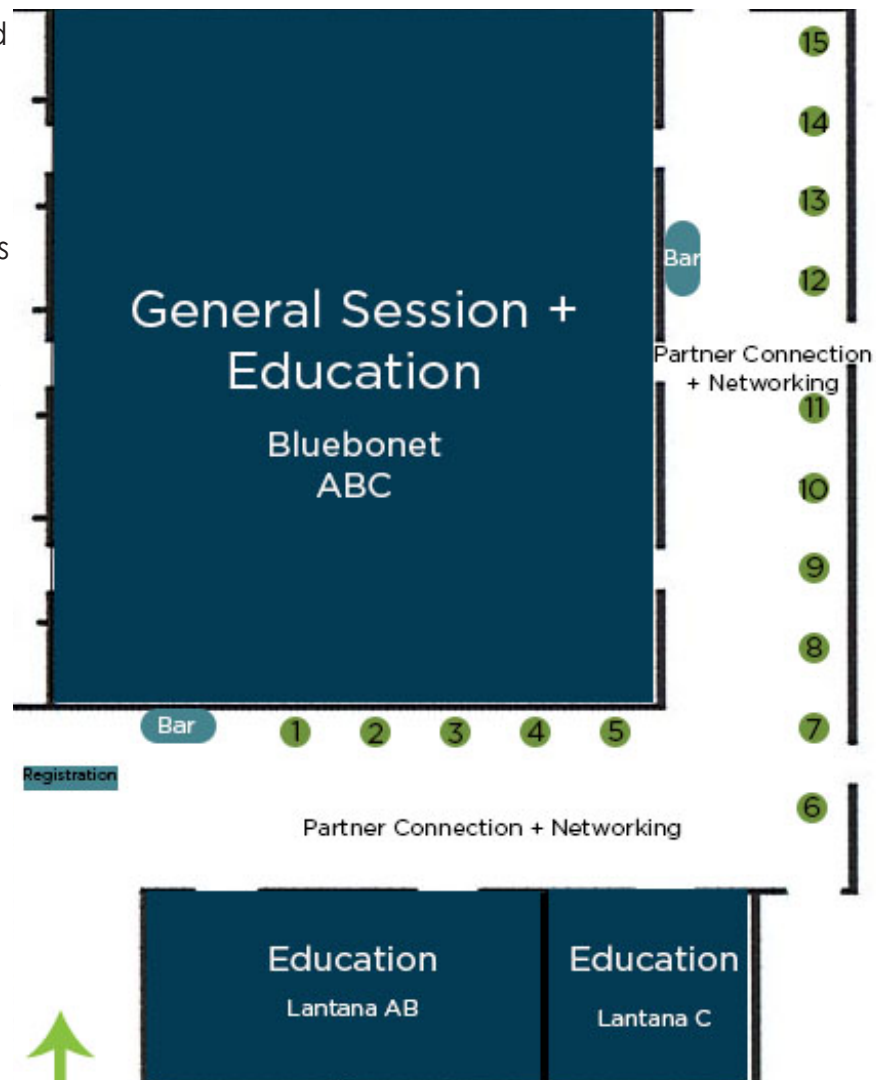 d
s
General Session +
Education
Bluebonet
ABC
Bar
Partner Connection
+ Networking
15
14
13
12
11
10
9
8
7
6
Bar
1 2 3 4 5
Registration
Partner Connection + Networking
Education
Lantana AB
Education
Lantana C